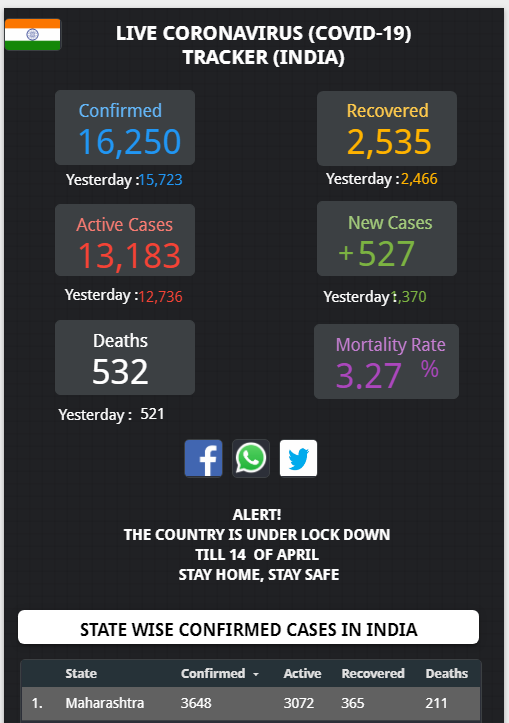 LIVE CORONAVIRUS (COVID-19)
TRACKER (INDIA)
Confirmed
16,250
Yesterday :15,723
Recovered
2,535
Yesterday :2,466
Active Cases
13,183
Yesterday :12,736
New Cases
+527
Yesterday :1,370
Deaths
532
Yesterday : 521
Mortality Rate
3.27 %
ALERT!
THE COUNTRY IS UNDER LOCK DOWN
TILL 14 OF APRIL
STAY HOME, STAY SAFE
STATE WISE CONFIRMED CASES IN INDIA
State Confirmed Active Recovered Deaths
1. Maharashtra 3648 3072 365 211